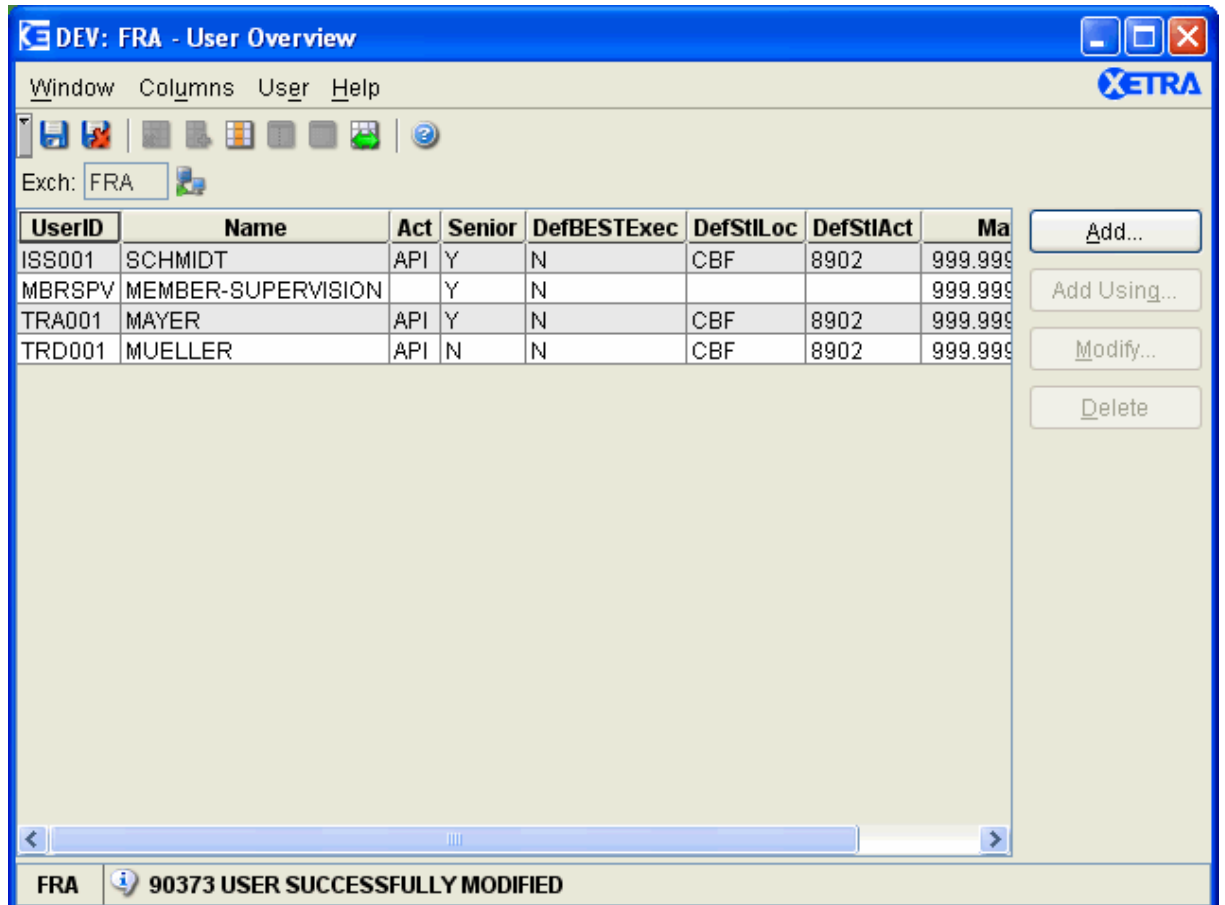 DEV: FRA - User Overview
Window Columns User Help
XETRA
Exch: FRA
UserID Name Act Senior DefBESTExec DefStlLoc DefStlAct Ma
ISS001 SCHMIDT API Y N CBF 8902 999.999
MBRSPV MEMBER-SUPERVISION Y N 999.999
TRA001 MAYER API Y N CBF 8902 999.999
TRD001 MUELLER API N N CBF 8902 999.999
Add...
Add Using...
Modify...
Delete
FRA 90373 USER SUCCESSFULLY MODIFIED